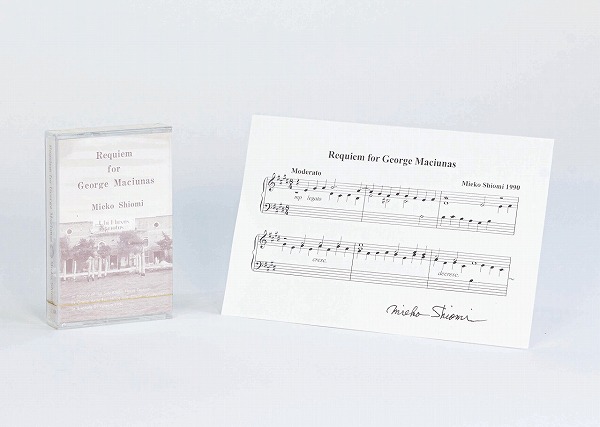 Requiem
for
George Maciunas
Mieko Shiomi
Requiem for George Maciunas
Moderato
Mieko Shiomi 1990
mp legato
cresc.
decresc.
mieko Shiomi